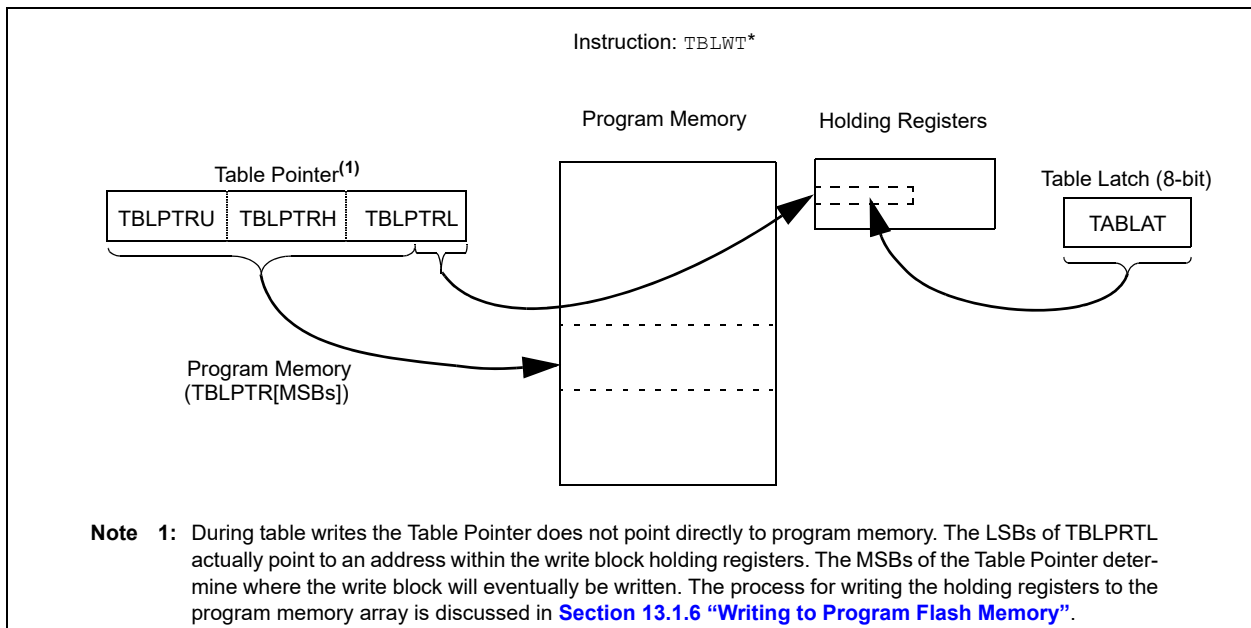 Instruction: TBLWT*
Program Memory
Holding Registers
Table Pointer(1)
Table Latch (8-bit)
TBLPTRU
TBLPTRH
TBLPTRL
TABLAT
Program Memory
(TBLPTR[MSBs])
Note 1: During table writes the Table Pointer does not point directly to program memory. The LSBs of TBLPRTL
actually point to an address within the write block holding registers. The MSBs of the Table Pointer deter-
mine where the write block will eventually be written. The process for writing the holding registers to the
program memory array is discussed in Section 13.1.6 “Writing to Program Flash Memory”.